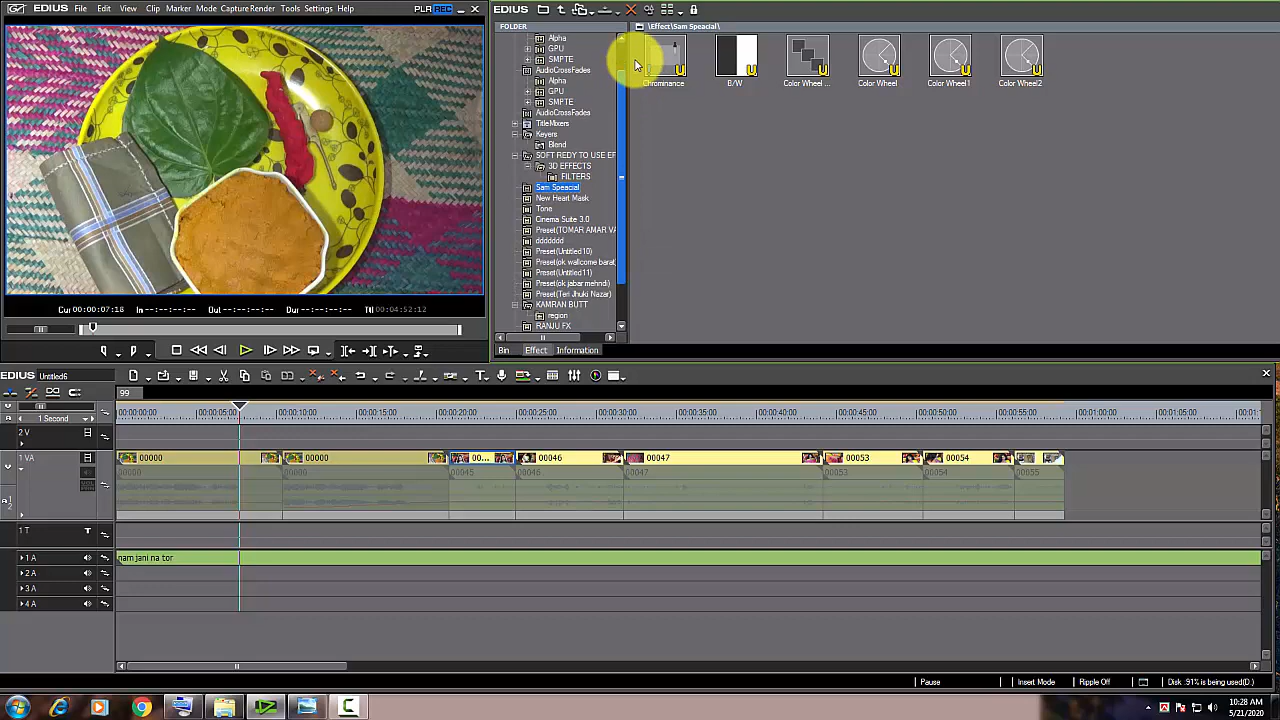 EDIUS File Edit View Clip Marker Mode Capture Render Tools Settings Help PLR REC
EDIUS
FOLDER \Effect\Sam Speacial\
Alpha
GPU
SMPTE
AudioCrossFades
Alpha
GPU
SMPTE
AudioCrossFades
TitleMixers
Keyers
Blend
SOFT REDY TO USE EF
3D EFFECTS
FILTERS
Sam Speacial
New Heart Mask
Tone
Cinema Suite 3.0
Preset(TOMAR AMAR VA
ddddddd
Preset(Untitled10)
Preset(ok wallcome barat
Preset(Untitled11)
Preset(ok jabar mehndi)
Preset(Teri Jhuki Nazar)
KAMRAN BUTT
region
RANJU FX
Chrominance B/W Color Wheel ... Color Wheel Color Wheel1 Color Wheel2
Cur 00:00:07:18 In --:--:--:-- Out --:--:--:-- Dur --:--:--:-- Ttl 00:04:52:12
Bin Effect Information
EDIUS Untitled6
99
1 Second
00:00:00:00 00:00:05:00 00:00:10:00 00:00:15:00 00:00:20:00 00:00:25:00 00:00:30:00 00:00:35:00 00:00:40:00 00:00:45:00 00:00:50:00 00:00:55:00 00:01:00:00 00:01:05:00 00:01:1
2 V
1 VA 00000 00000 00... 00046 00047 00053 00054
00000 00000 00045 00046 00047 00053 00054 00055
1 T T
1 A nam jani na tor
2 A
3 A
4 A
Pause Insert Mode Ripple Off Disk :91% is being used(D:)
10:28 AM
5/21/2020